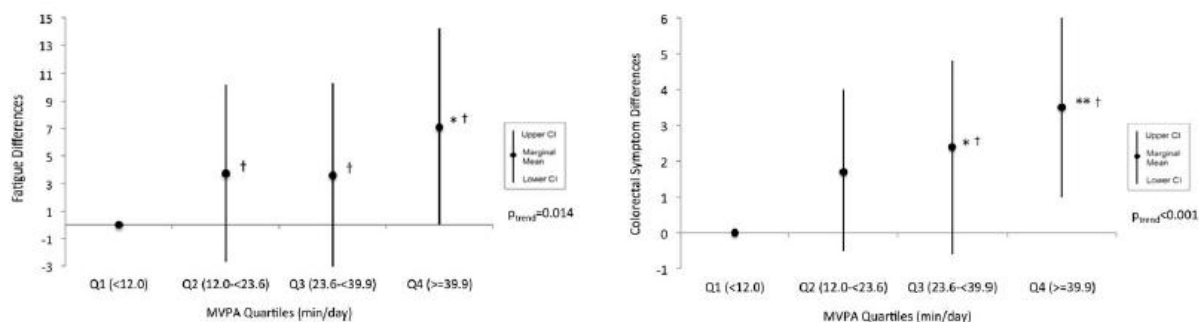 15
13
11
9
7
5
3
1
-1
-3
Fatigue Differences
†
†
* †
Upper CI
Marginal
Mean
Lower CI
Ptrend=0.014
Q1 (<12.0) Q2 (12.0-<23.6) Q3 (23.6-<39.9) Q4 (>=39.9)
MVPA Quartiles (min/day)
6
5
4
3
2
1
0
-1
Colorectal Symptom Differences
* †
** †
Upper CI
Marginal
Mean
Lower CI
Ptrend<0.001
Q1 (<12.0) Q2 (12.0-<23.6) Q3 (23.6-<39.9) Q4 (>=39.9)
MVPA Quartiles (min/day)